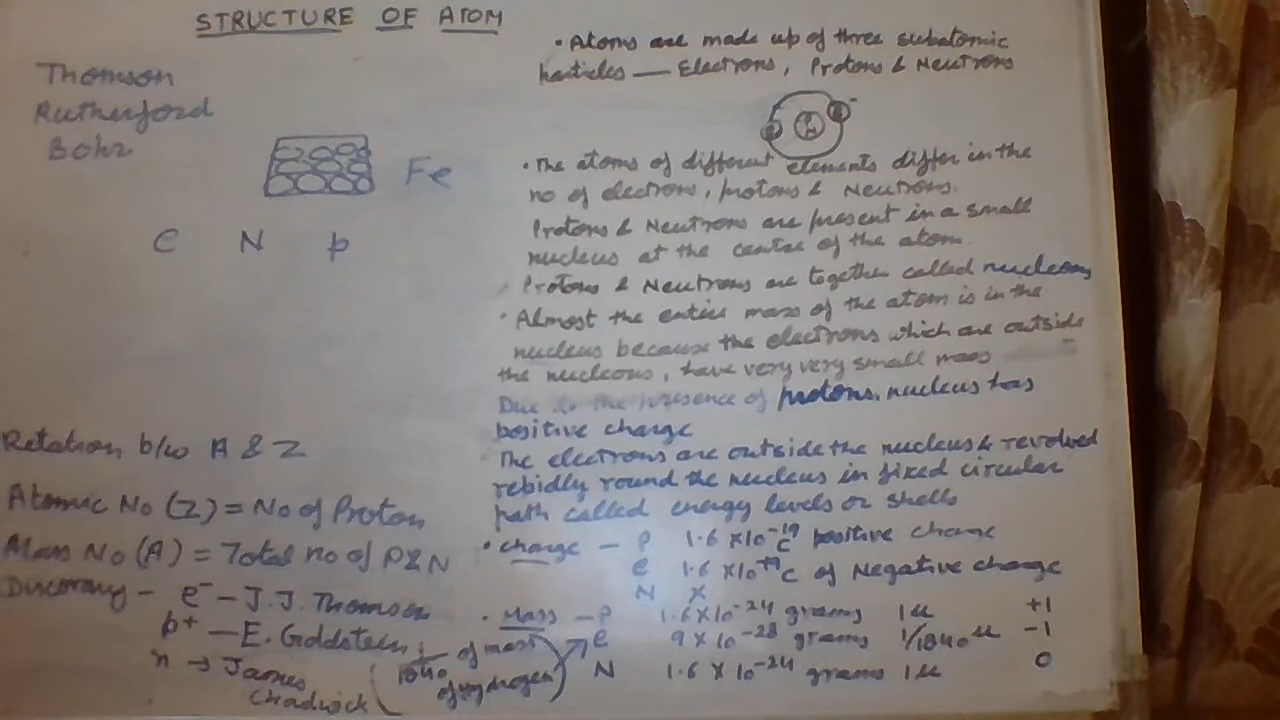 STRUCTURE OF ATOM
Thomson
Rutherford
Bohr
Fe
e N p
Relation b/w A & Z
Atomic No (Z) = No of Proton
Mass No (A) = Total no of P&N
Discovery - e⁻ - J.J. Thomson
p+ — E. Goldstein
n → James
Chadwick
1/1840 of mass
of hydrogen
• Atoms are made up of three subatomic
particles — Electrons, Protons & Neutrons
• The atoms of different elements differ in the
no of electrons, protons & Neutrons.
Protons & Neutrons are present in a small
nucleus at the centre of the atom.
Protons & Neutrons are together called nucleons
• Almost the entire mass of the atom is in the
nucleus because the electrons which are outside
the nucleons, have very very small mass
Due to the presence of protons, nucleus has
positive charge
The electrons are outside the nucleus & revolved
rebidly round the nucleus in fixed circular
path called energy levels or shells
• charge - P 1.6 × 10⁻¹⁹ C positive charge
e 1.6 × 10⁻¹⁹ C of Negative charge
N X
• Mass - P 1.6 × 10⁻²⁴ grams 1u +1
e 9 × 10⁻²⁸ grams 1/1840 u -1
N 1.6 × 10⁻²⁴ grams 1u 0